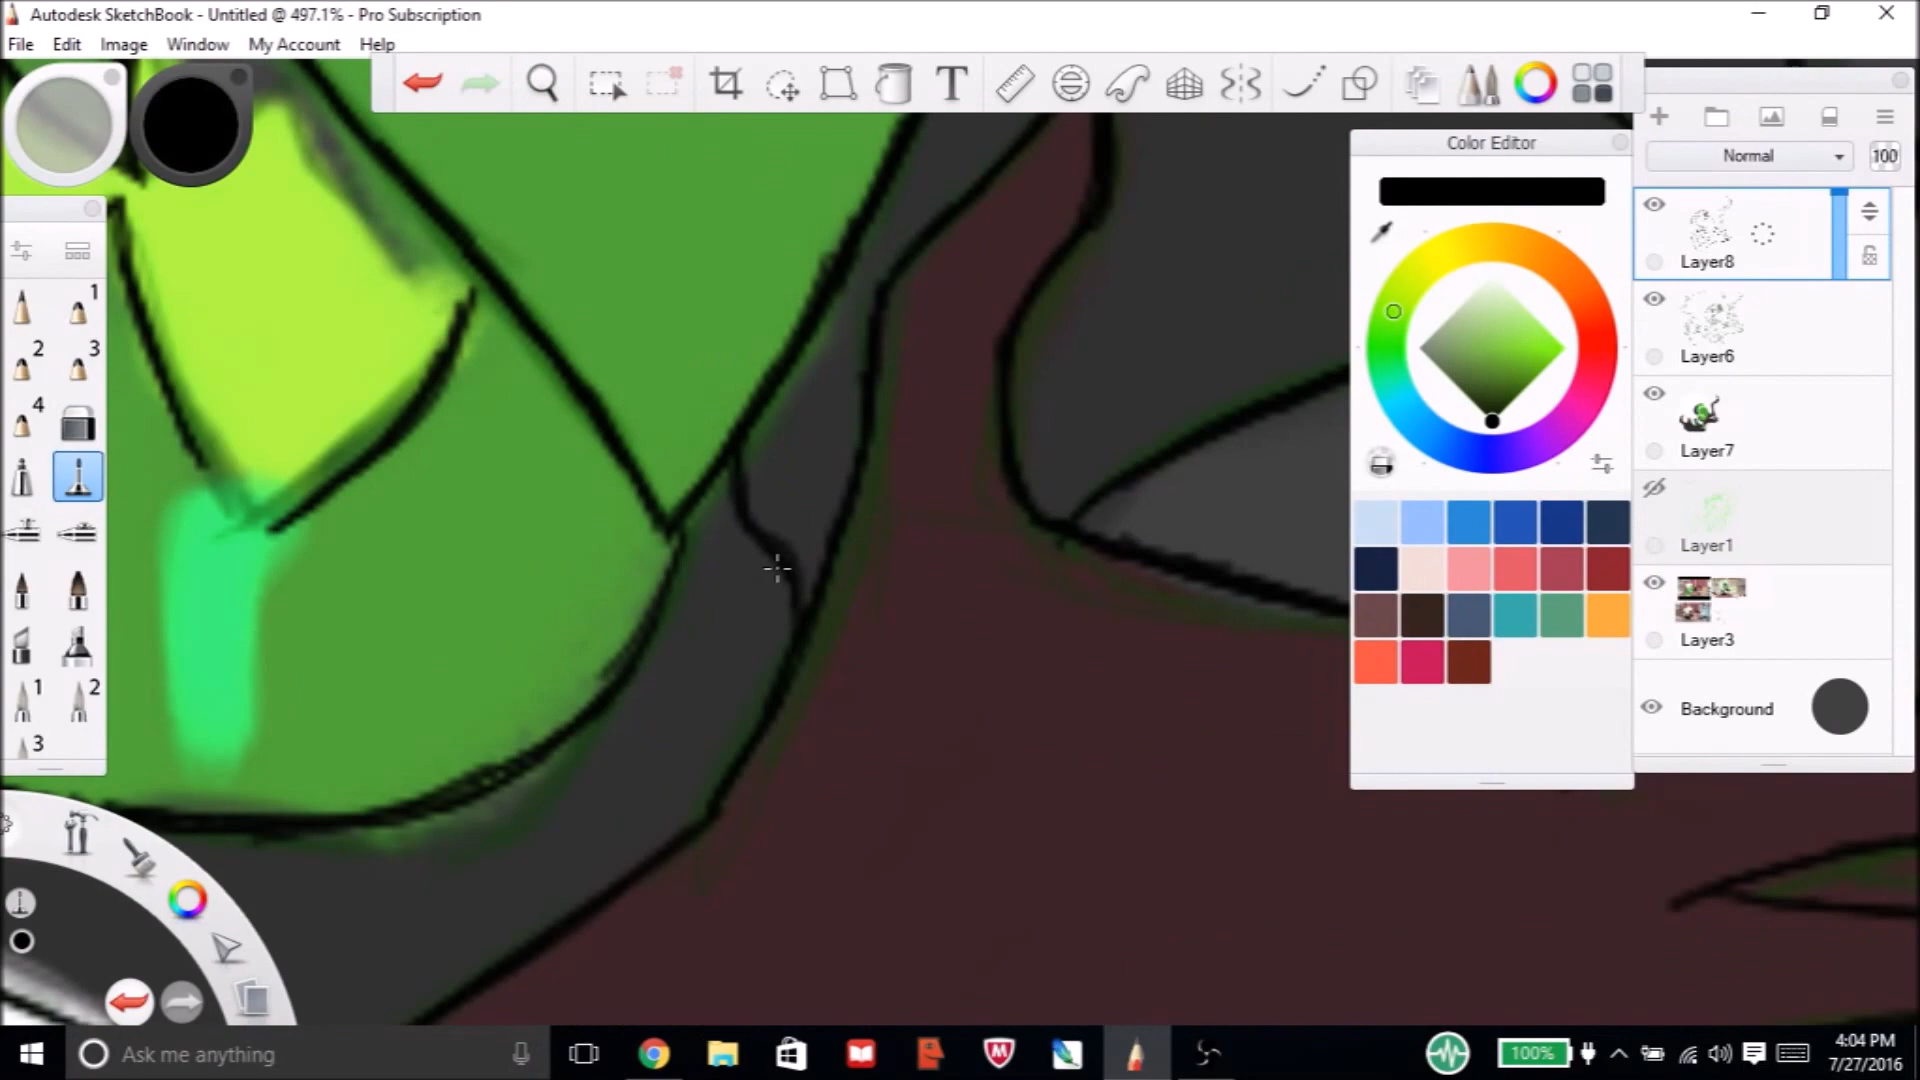 Autodesk SketchBook - Untitled @ 497.1% - Pro Subscription
File Edit Image Window My Account Help
T
Color Editor
Normal 100
1
2 3
4
1 2
3
Layer8
Layer6
Layer7
Layer1
Layer3
Background
Ask me anything
100%
4:04 PM
7/27/2016